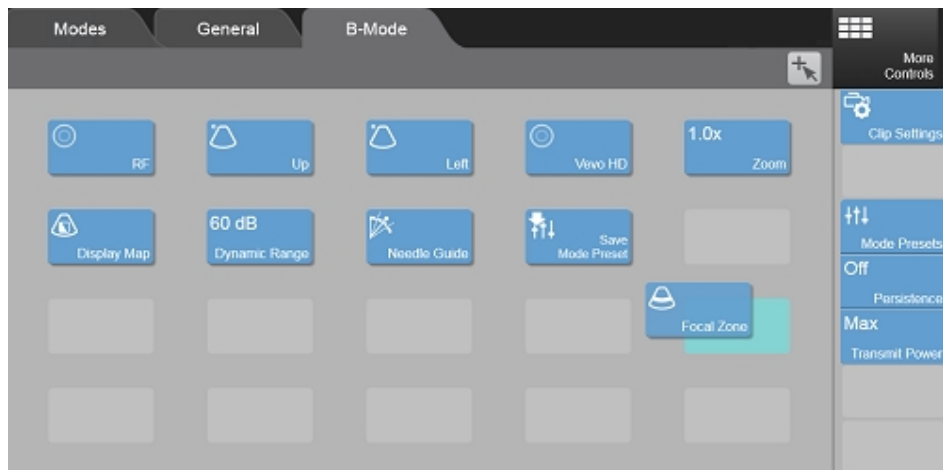 Modes
General
B-Mode
More
Controls
Clip Settings
RF
Up
Left
Vevo HD
1.0x
Zoom
Display Map
60 dB
Dynamic Range
Needle Guide
Save
Mode Preset
Mode Presets
Off
Persistence
Focal Zone
Max
Transmit Power